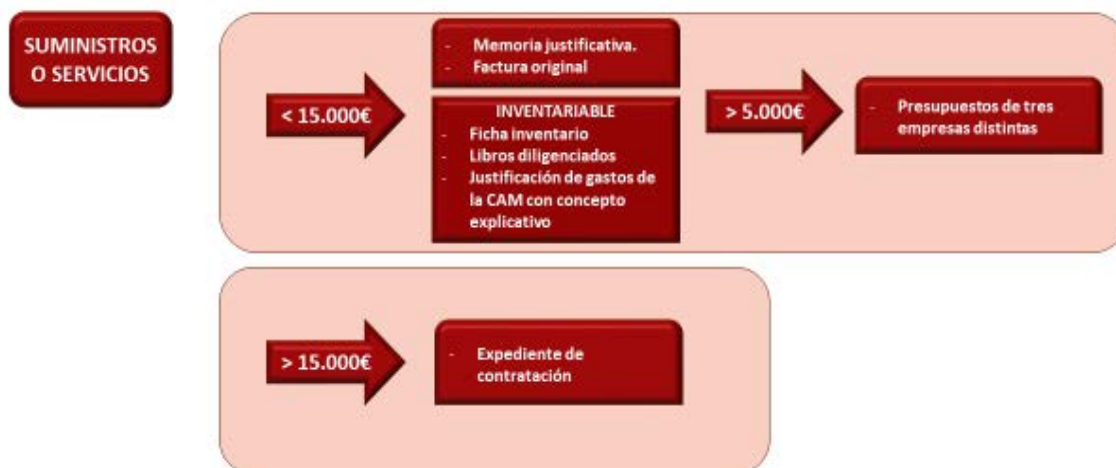 SUMINISTROS
O SERVICIOS
< 15.000€
- Memoria justificativa.
- Factura original
INVENTARIABLE
- Ficha inventario
- Libros diligenciados
- Justificación de gastos de
la CAM con concepto
explicativo
> 5.000€
- Presupuestos de tres
empresas distintas
> 15.000€
- Expediente de
contratación